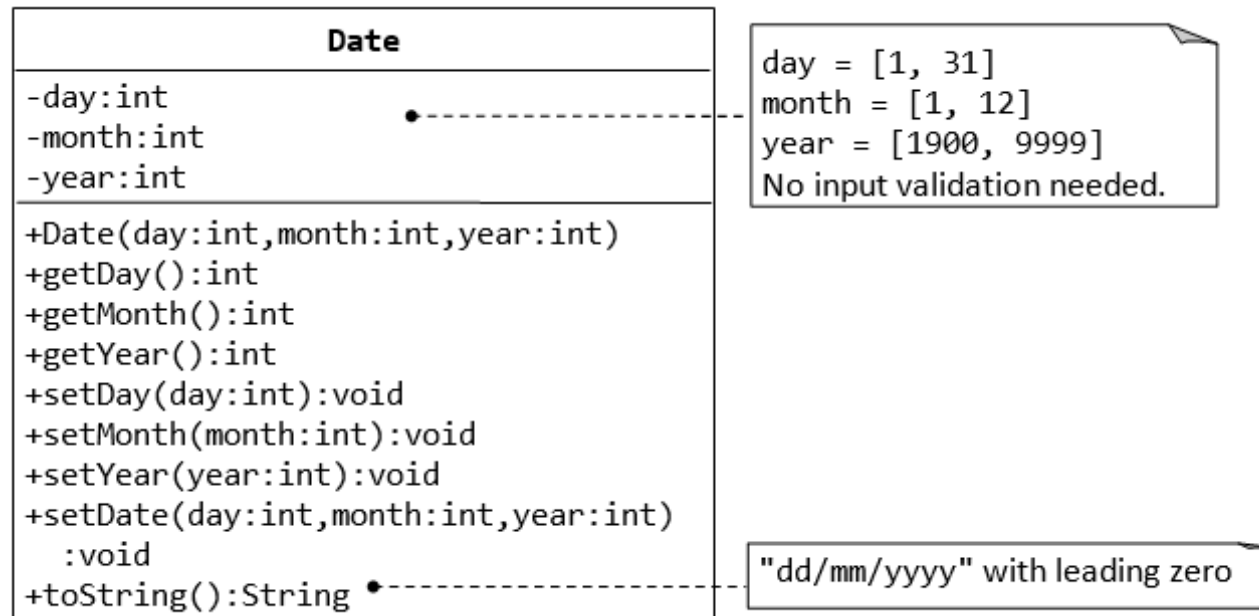 Date
-day:int
-month:int
-year:int
day = [1, 31]
month = [1, 12]
year = [1900, 9999]
No input validation needed.
+Date(day:int,month:int,year:int)
+getDay():int
+getMonth():int
+getYear():int
+setDay(day:int):void
+setMonth(month:int):void
+setYear(year:int):void
+setDate(day:int,month:int,year:int)
:void
+toString():String
"dd/mm/yyyy" with leading zero